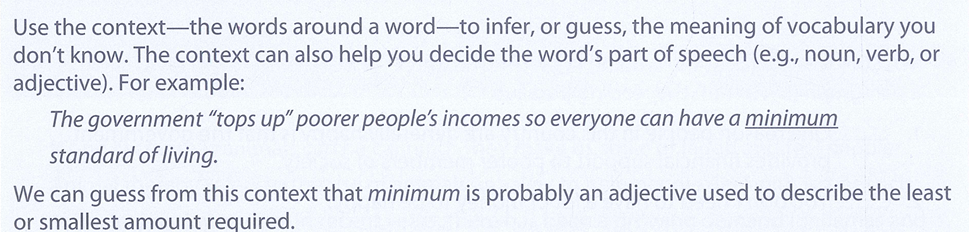 Use the context—the words around a word—to infer, or guess, the meaning of vocabulary you
don't know. The context can also help you decide the word's part of speech (e.g., noun, verb, or
adjective). For example:
The government “tops up” poorer people's incomes so everyone can have a minimum
standard of living.
We can guess from this context that minimum is probably an adjective used to describe the least
or smallest amount required.